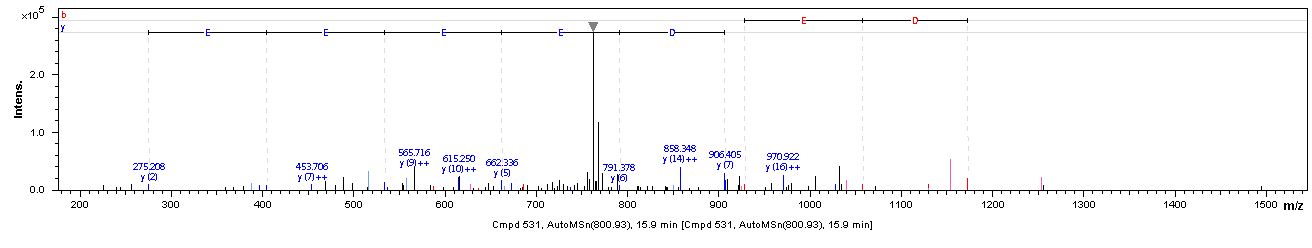 ×10⁵
b
y
E E E E D E D
2.0
1.0
0.0
Intens.
275.208
y (2)
453.706
y (7)++
565.716
y (9)++
615.250
y (10)++
662.336
y (5)
791.378
y (6)
858.348
y (14)++
906.405
y (7)
970.922
y (16)++
200 300 400 500 600 700 800 900 1000 1100 1200 1300 1400 1500 m/z
Cmpd 531, AutoMSn(800.93), 15.9 min [Cmpd 531, AutoMSn(800.93), 15.9 min]